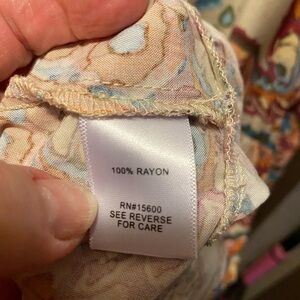 100% RAYON
RN#15600
SEE REVERSE
FOR CARE